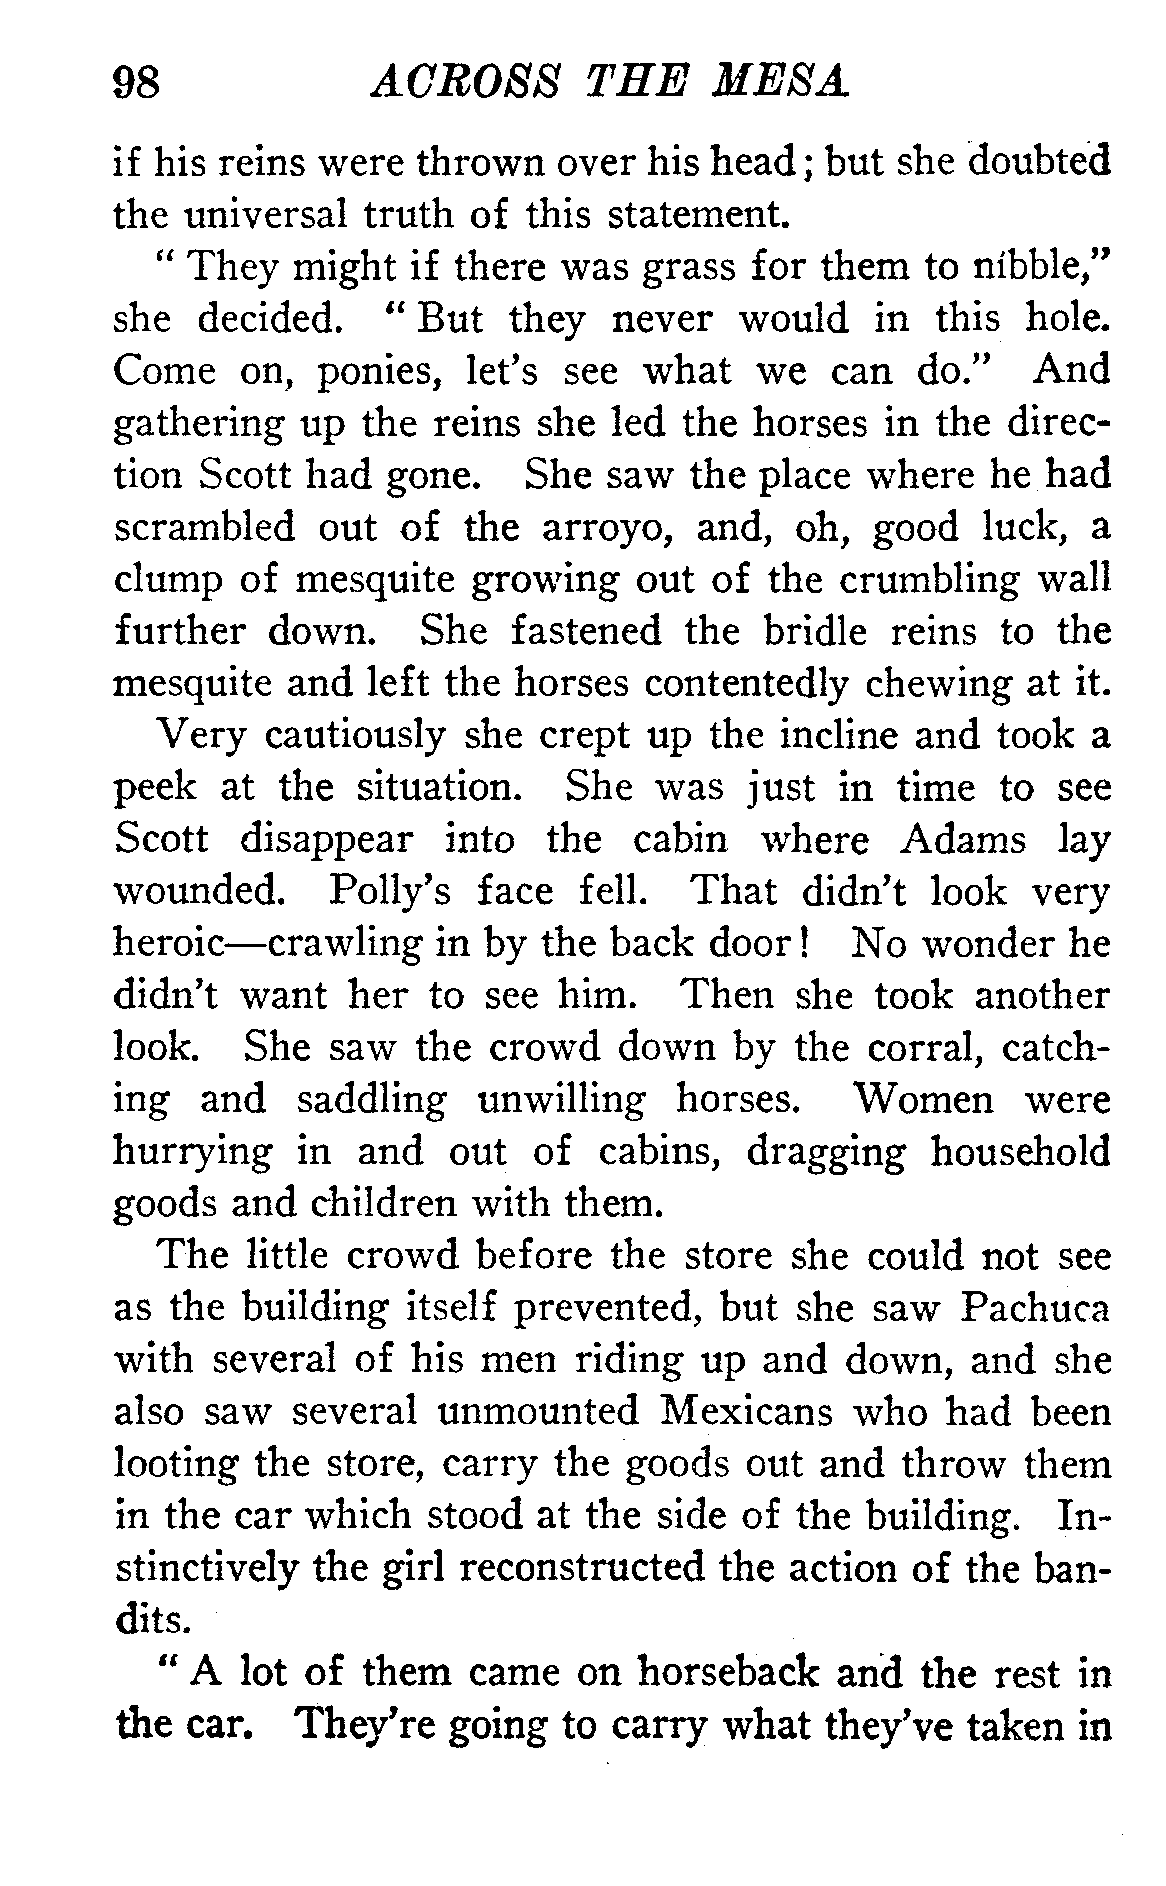 98 ACROSS THE MESA
if his reins were thrown over his head; but she doubted
the universal truth of this statement.
" They might if there was grass for them to nibble,"
she decided. " But they never would in this hole.
Come on, ponies, let's see what we can do." And
gathering up the reins she led the horses in the direc-
tion Scott had gone. She saw the place where he had
scrambled out of the arroyo, and, oh, good luck, a
clump of mesquite growing out of the crumbling wall
further down. She fastened the bridle reins to the
mesquite and left the horses contentedly chewing at it.
Very cautiously she crept up the incline and took a
peek at the situation. She was just in time to see
Scott disappear into the cabin where Adams lay
wounded. Polly's face fell. That didn't look very
heroic—crawling in by the back door! No wonder he
didn't want her to see him. Then she took another
look. She saw the crowd down by the corral, catch-
ing and saddling unwilling horses. Women were
hurrying in and out of cabins, dragging household
goods and children with them.
The little crowd before the store she could not see
as the building itself prevented, but she saw Pachuca
with several of his men riding up and down, and she
also saw several unmounted Mexicans who had been
looting the store, carry the goods out and throw them
in the car which stood at the side of the building. In-
stinctively the girl reconstructed the action of the ban-
dits.
" A lot of them came on horseback and the rest in
the car. They're going to carry what they've taken in